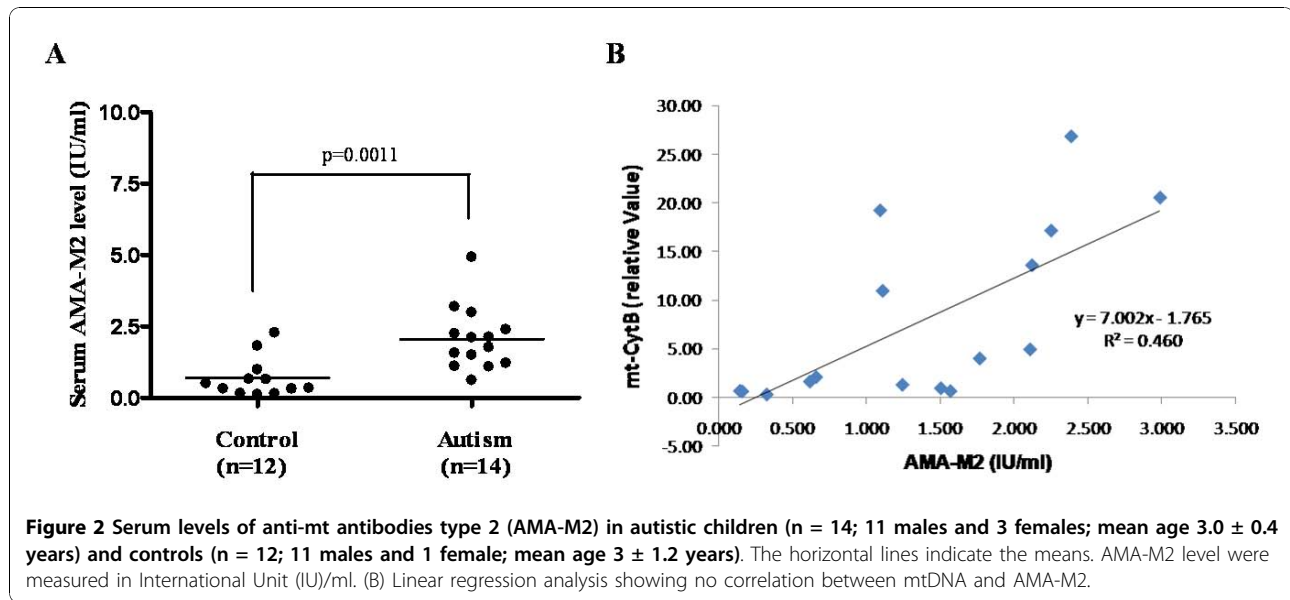 A
Serum AMA-M2 level (IU/ml)
10.0
7.5
5.0
2.5
0.0
p=0.0011
Control
(n=12)
Autism
(n=14)
B
mt-CytB (relative Value)
30.00
25.00
20.00
15.00
10.00
5.00
0.00
-5.00
0.000 0.500 1.000 1.500 2.000 2.500 3.000 3.500
y = 7.002x - 1.765
R² = 0.460
AMA-M2 (IU/ml)
Figure 2 Serum levels of anti-mt antibodies type 2 (AMA-M2) in autistic children (n = 14; 11 males and 3 females; mean age 3.0 ± 0.4
years) and controls (n = 12; 11 males and 1 female; mean age 3 ± 1.2 years). The horizontal lines indicate the means. AMA-M2 level were
measured in International Unit (IU)/ml. (B) Linear regression analysis showing no correlation between mtDNA and AMA-M2.